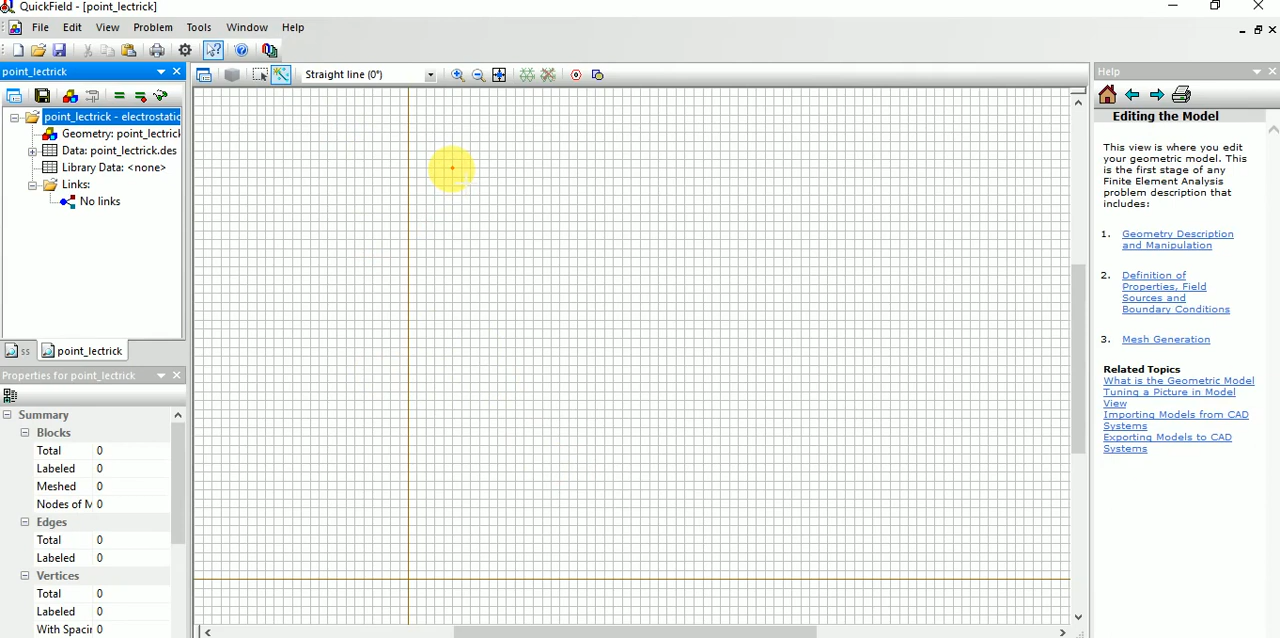 QuickField - [point_lectrick]
File Edit View Problem Tools Window Help
point_lectrick
Straight line (0°)
Help
point_lectrick - electrostatic
Geometry: point_lectrick
Data: point_lectrick.des
Library Data: <none>
Links:
No links
ss point_lectrick
Properties for point_lectrick
Summary
Blocks
Total 0
Labeled 0
Meshed 0
Nodes of M 0
Edges
Total 0
Labeled 0
Vertices
Total 0
Labeled 0
With Spacir 0
Editing the Model
This view is where you edit
your geometric model. This is
the first stage of any
Finite Element Analysis
problem description that
includes:
1. Geometry Description
and Manipulation
2. Definition of
Properties, Field
Sources and
Boundary Conditions
3. Mesh Generation
Related Topics
What is the Geometric Model
Tuning a Picture in Model
View
Importing Models from CAD
Systems
Exporting Models to CAD
Systems